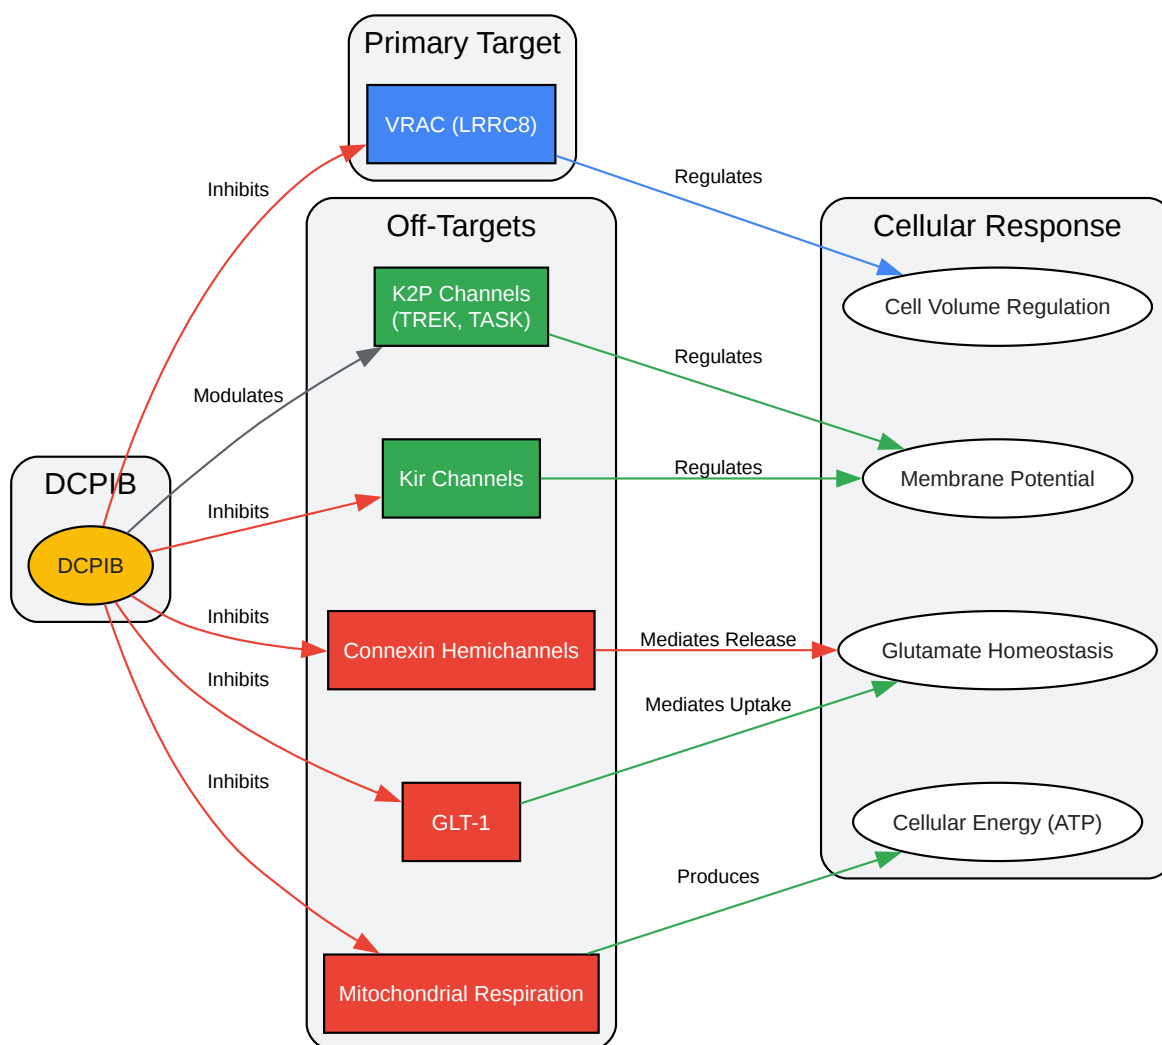 Primary Target
VRAC (LRRC8)
Inhibits
Regulates
Off-Targets
Cellular Response
K2P Channels
(TREK, TASK)
Cell Volume Regulation
Modulates
Regulates
DCPIB
Kir Channels
Regulates
Membrane Potential
Inhibits
DCPIB
Inhibits
Connexin Hemichannels
Mediates Release
Glutamate Homeostasis
Inhibits
Mediates Uptake
Inhibits
GLT-1
Cellular Energy (ATP)
Produces
Mitochondrial Respiration